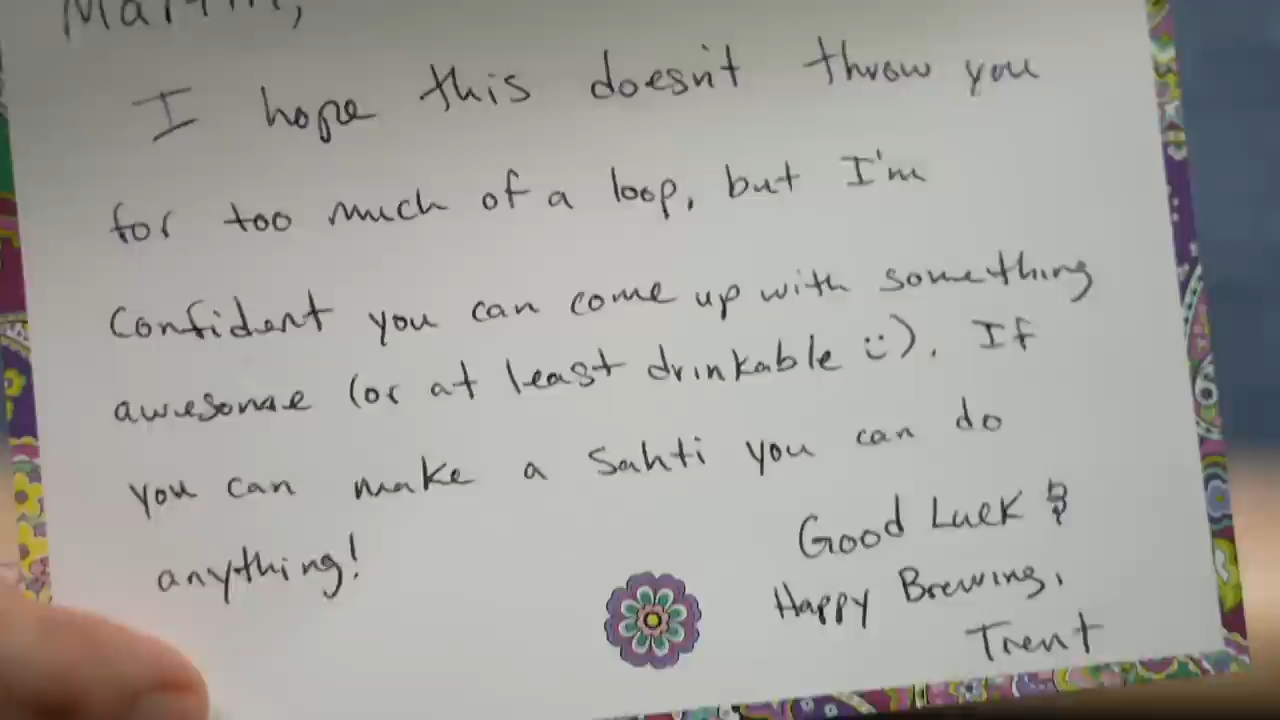 Martin,
I hope this doesn't throw you
for too much of a loop, but I'm
confident you can come up with something
awesome (or at least drinkable :)). If
you can make a Sahti you can do
anything!
Good Luck &
Happy Brewing,
Trent